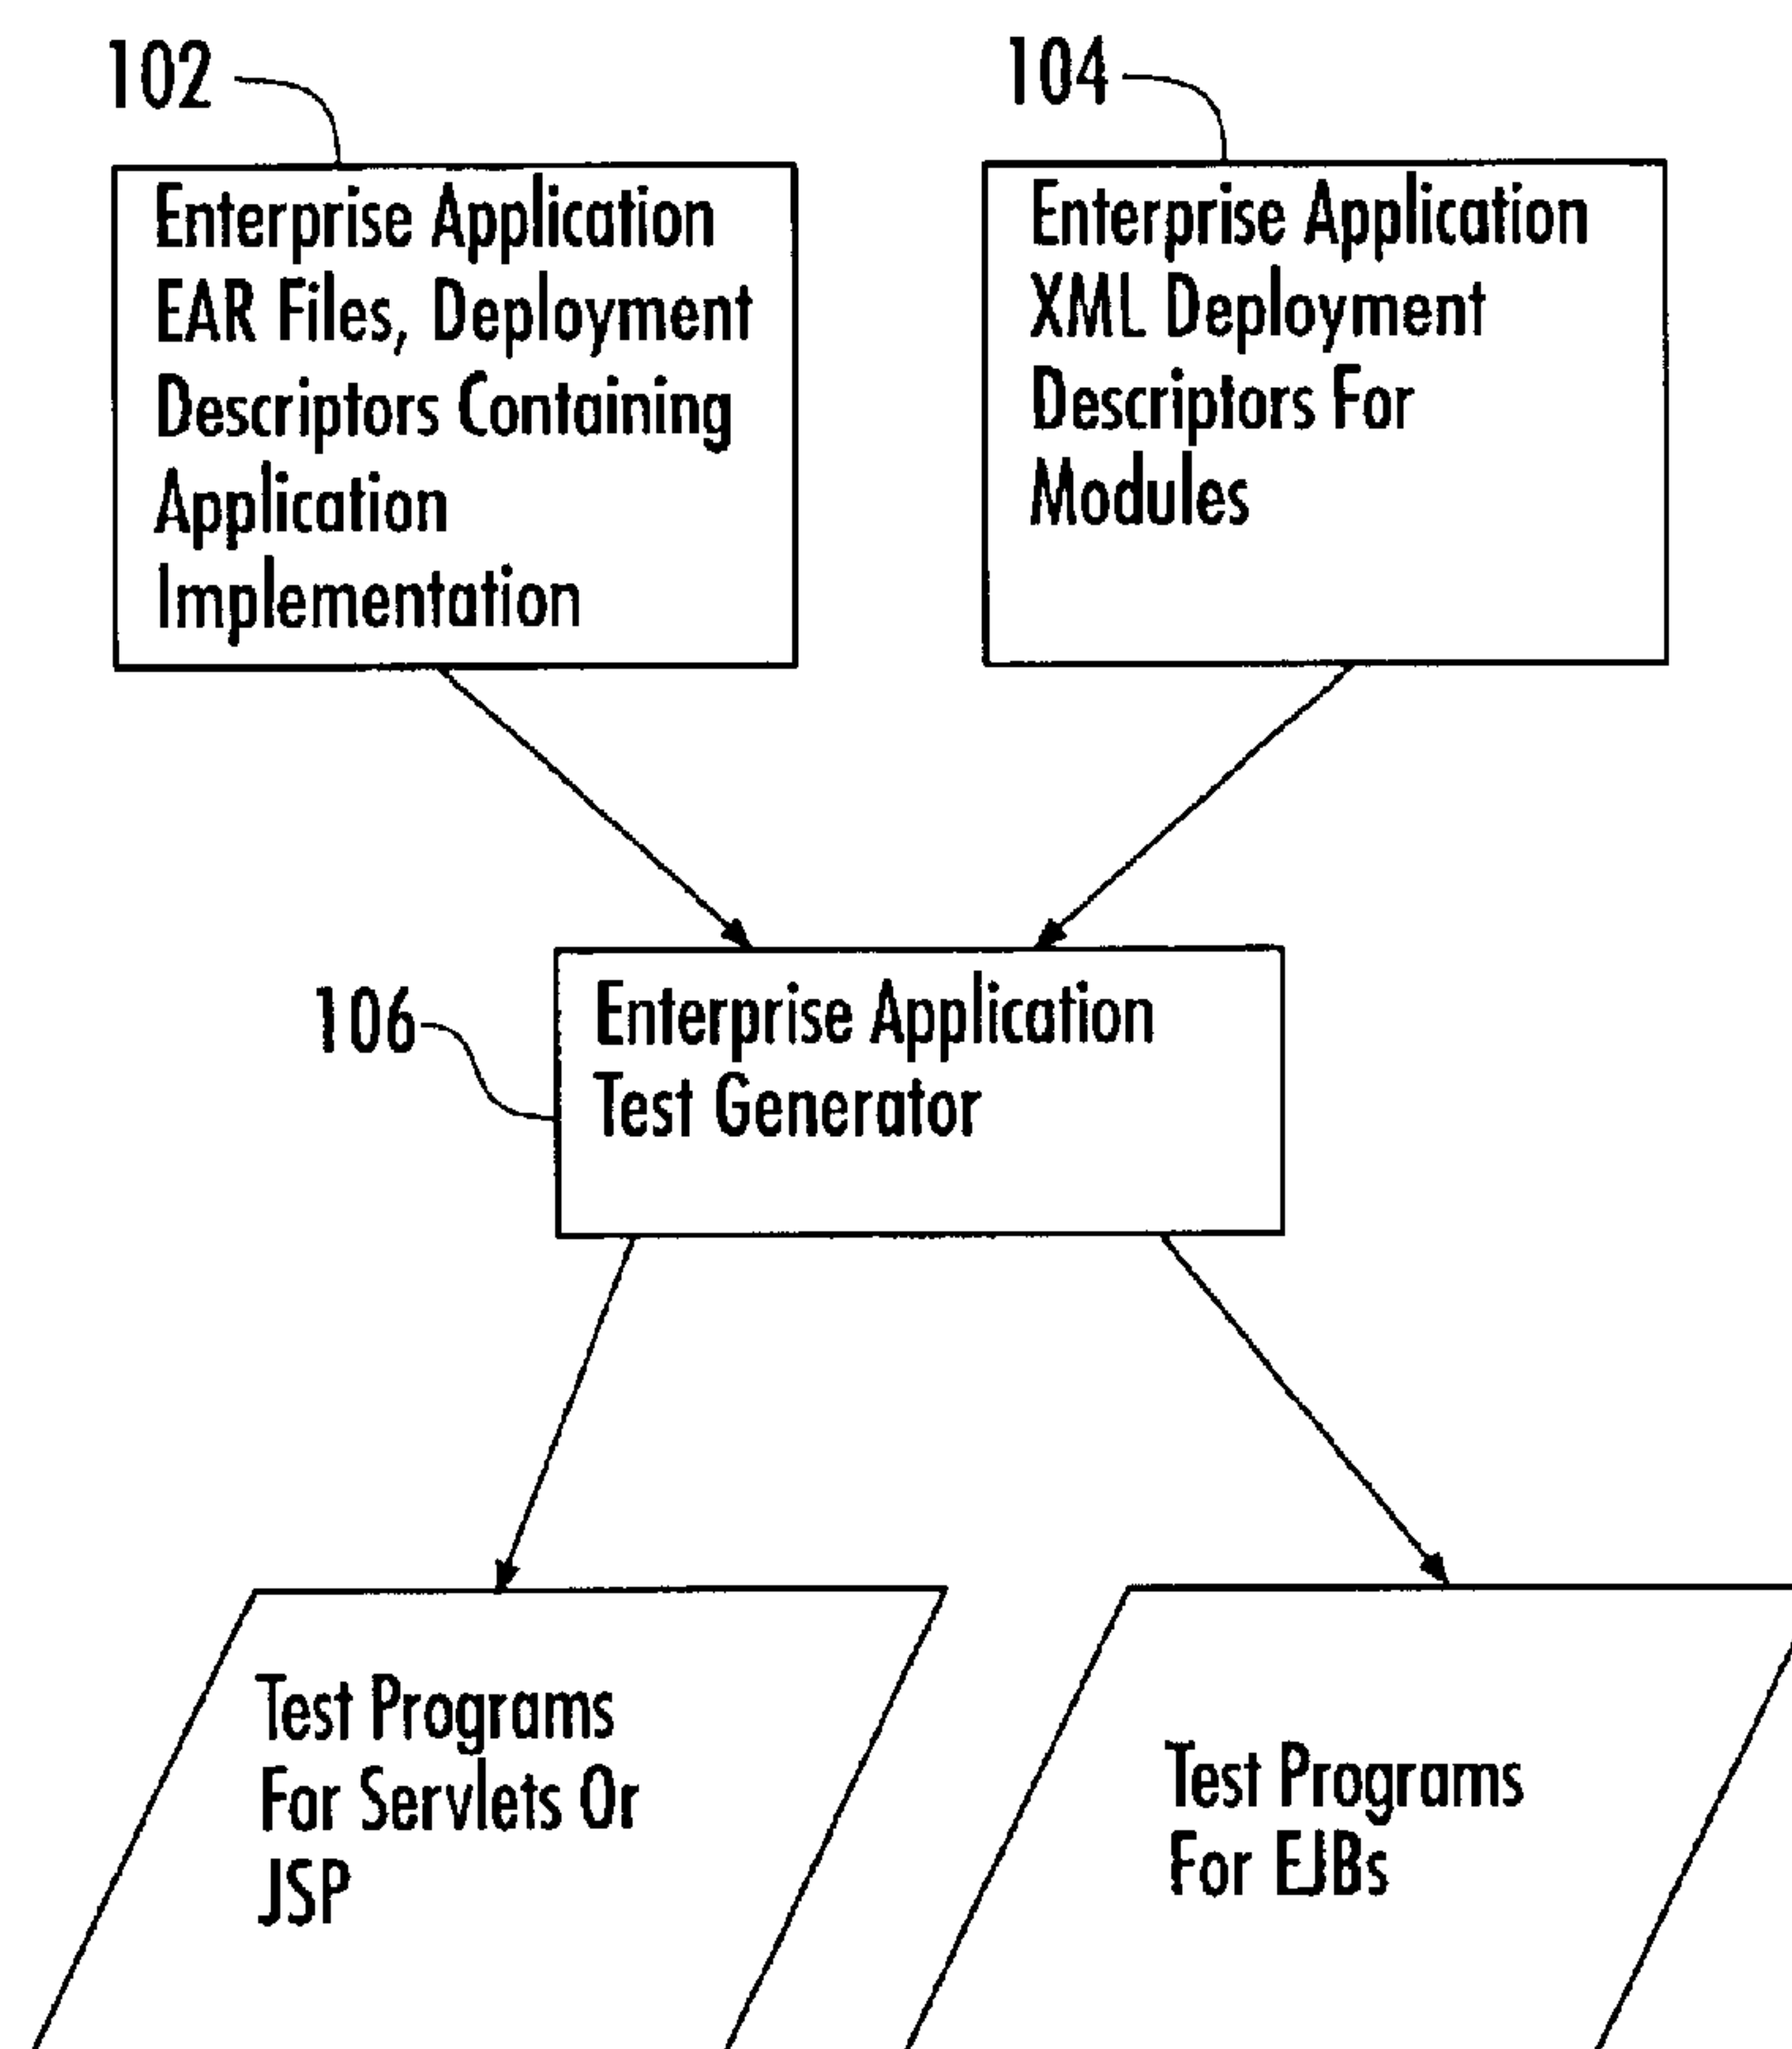 102
104
Enterprise Application
EAR Files, Deployment
Descriptors Containing
Application
Implementation
Enterprise Application
XML Deployment
Descriptors For
Modules
106
Enterprise Application
Test Generator
Test Programs
For Servlets Or
JSP
Test Programs
For EJBs